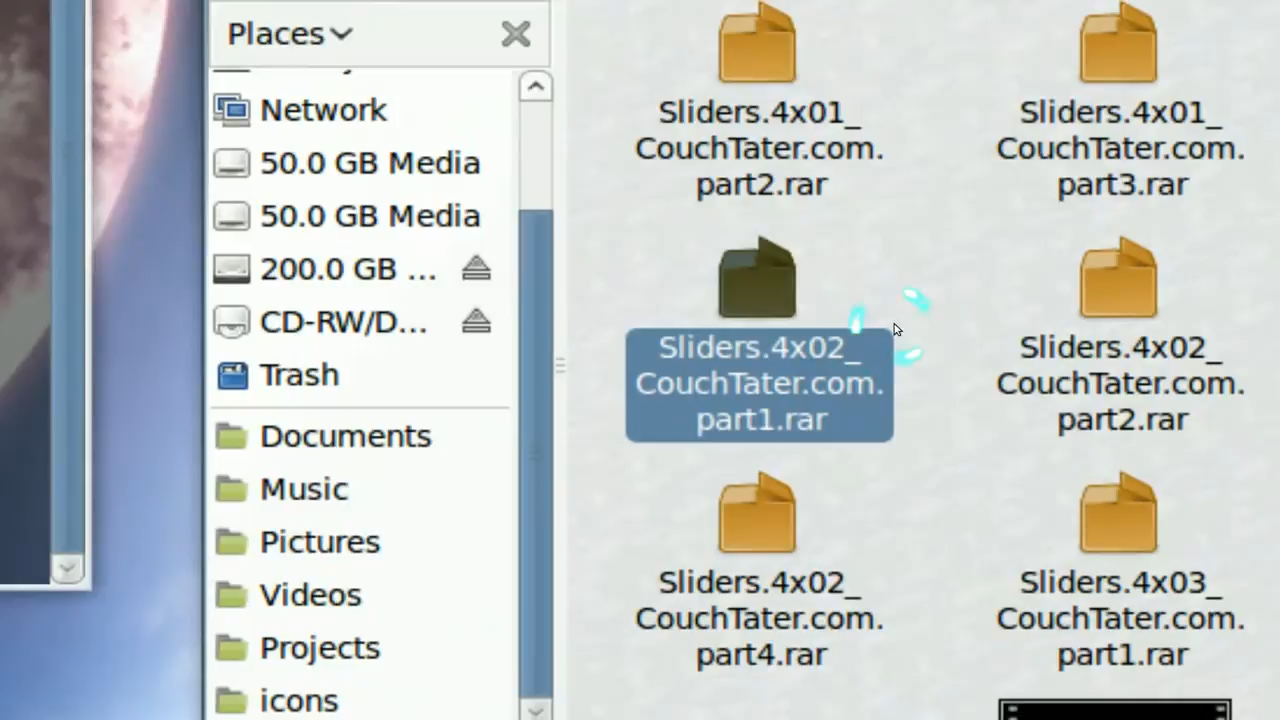 Places
Network
50.0 GB Media
50.0 GB Media
200.0 GB ...
CD-RW/D...
Trash
Documents
Music
Pictures
Videos
Projects
icons
Sliders.4x01_
CouchTater.com.
part2.rar
Sliders.4x01_
CouchTater.com.
part3.rar
Sliders.4x02_
CouchTater.com.
part1.rar
Sliders.4x02_
CouchTater.com.
part2.rar
Sliders.4x02_
CouchTater.com.
part4.rar
Sliders.4x03_
CouchTater.com.
part1.rar